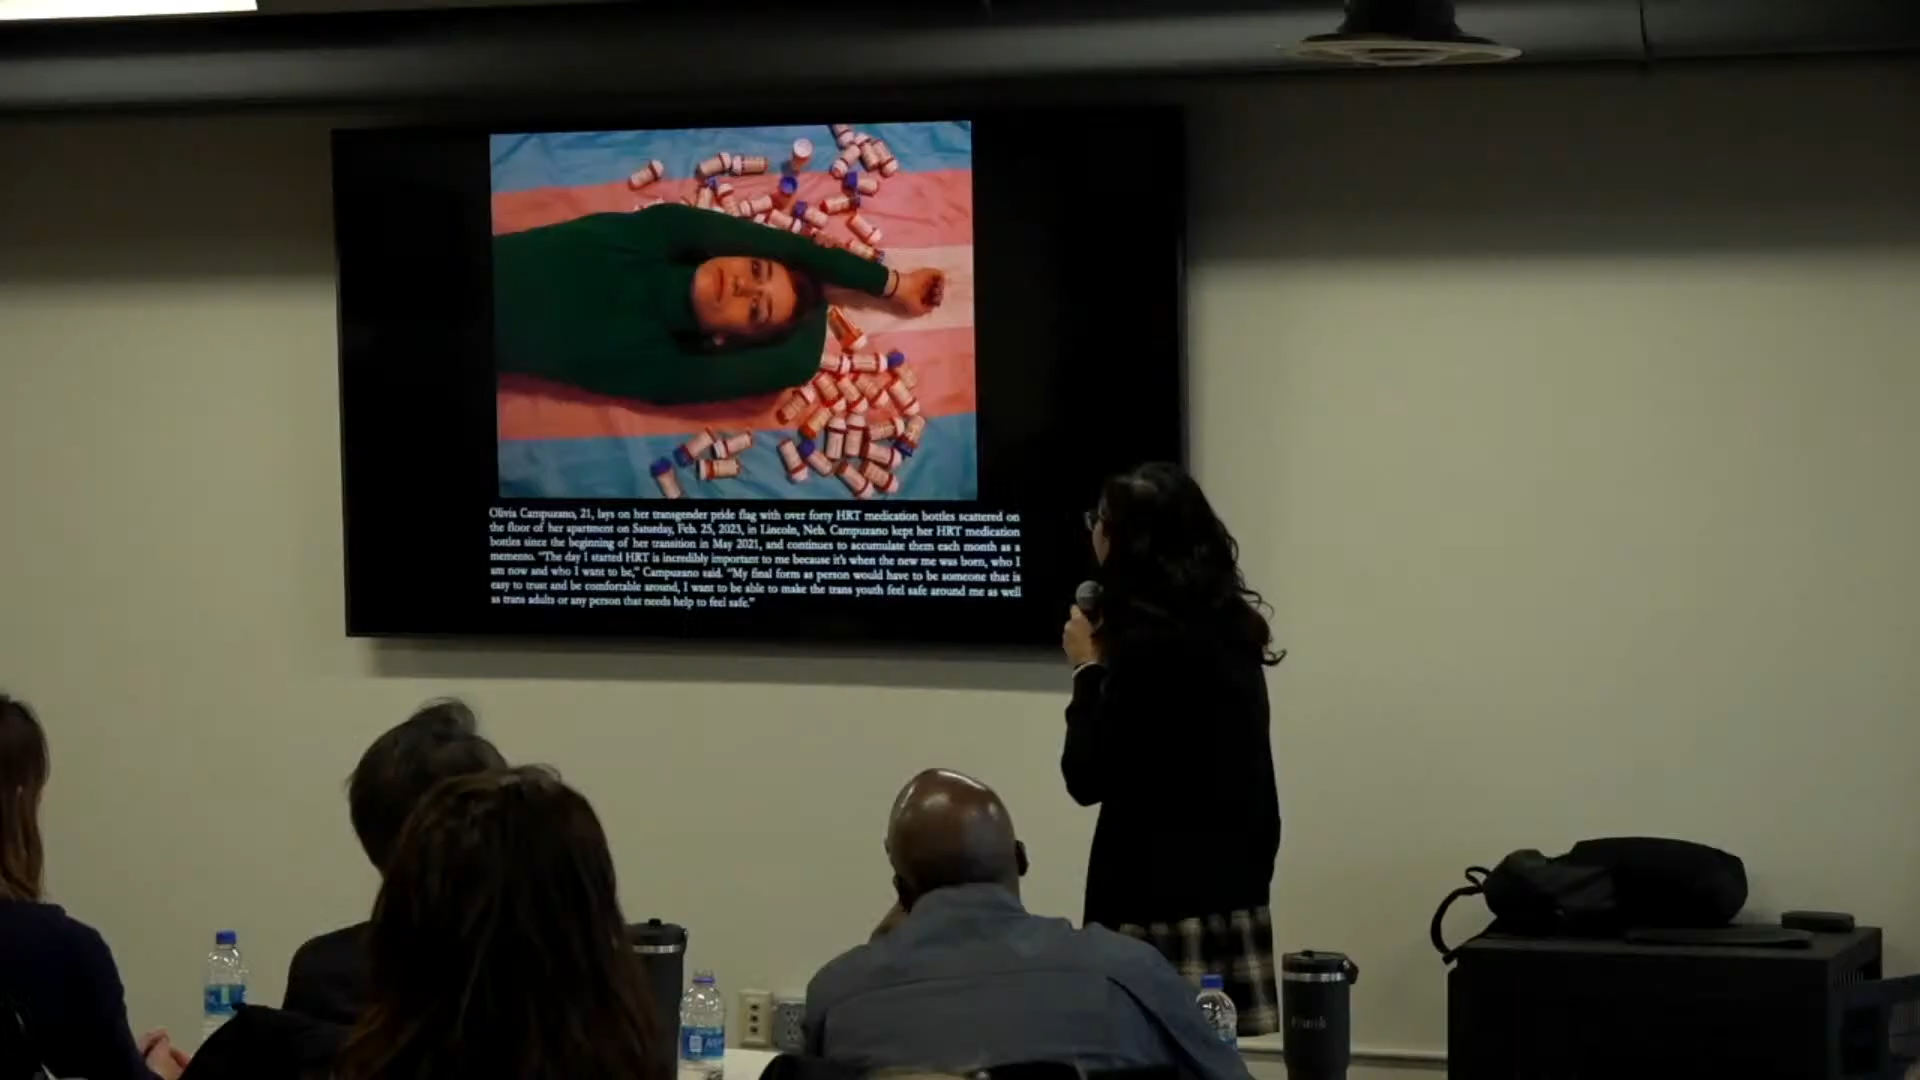 Olivia Campuzano, 21, lays on her transgender pride flag with over forty HRT medication bottles scattered on
the floor of her apartment on Saturday, Feb. 25, 2023, in Lincoln, Neb. Campuzano kept her HRT medication
bottles since the beginning of her transition in May 2021, and continues to accumulate them each month as a
memento. "The day I started HRT is incredibly important to me because it's when the new me was born, who I
am now and who I want to be," Campuzano said. "My final form as person would have to be someone that is
easy to trust and be comfortable around, I want to be able to make the trans youth feel safe around me as well
as trans adults or any person that needs help to feel safe."